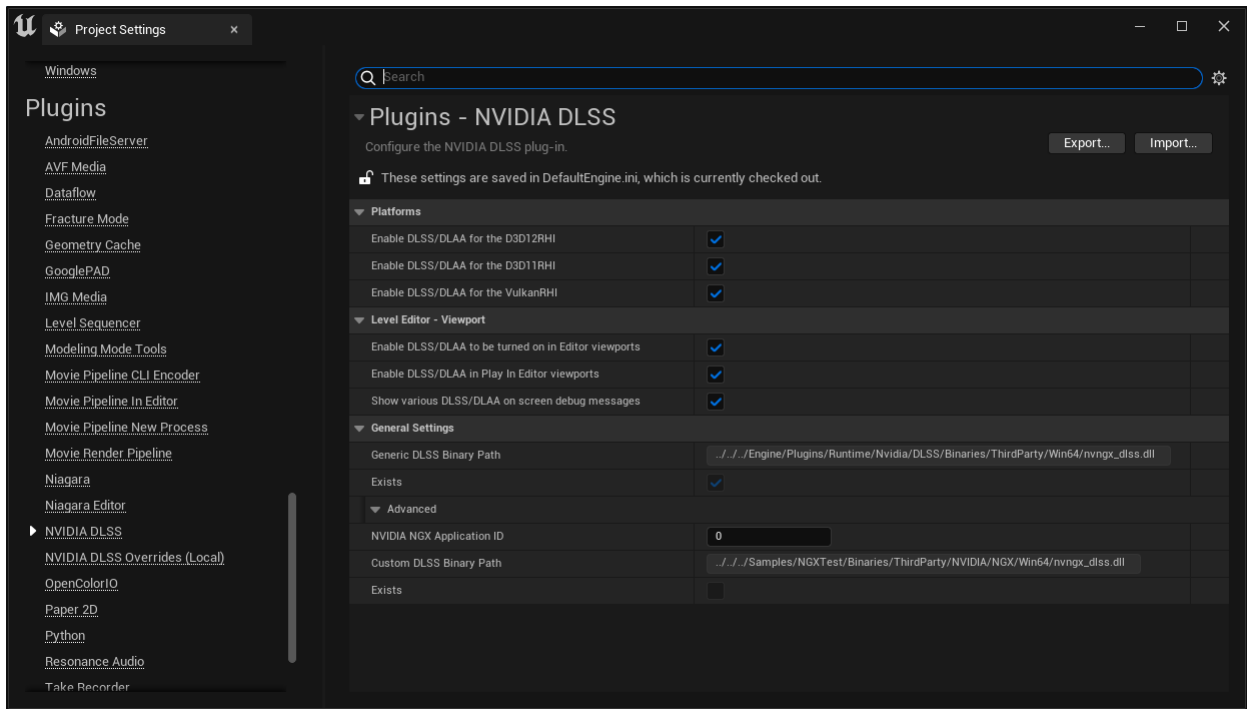 Project Settings
Windows
Plugins
AndroidFileServer
AVF Media
Dataflow
Fracture Mode
Geometry Cache
GooglePAD
IMG Media
Level Sequencer
Modeling Mode Tools
Movie Pipeline CLI Encoder
Movie Pipeline In Editor
Movie Pipeline New Process
Movie Render Pipeline
Niagara
Niagara Editor
NVIDIA DLSS
NVIDIA DLSS Overrides (Local)
OpenColorIO
Paper 2D
Python
Resonance Audio
Take Recorder
Search
Plugins - NVIDIA DLSS
Configure the NVIDIA DLSS plug-in.
Export...
Import...
These settings are saved in DefaultEngine.ini, which is currently checked out.
Platforms
Enable DLSS/DLAA for the D3D12RHI
Enable DLSS/DLAA for the D3D11RHI
Enable DLSS/DLAA for the VulkanRHI
Level Editor - Viewport
Enable DLSS/DLAA to be turned on in Editor viewports
Enable DLSS/DLAA in Play In Editor viewports
Show various DLSS/DLAA on screen debug messages
General Settings
Generic DLSS Binary Path ../../../Engine/Plugins/Runtime/Nvidia/DLSS/Binaries/ThirdParty/Win64/nvngx_dlss.dll
Exists
Advanced
NVIDIA NGX Application ID 0
Custom DLSS Binary Path ../../../Samples/NGXTest/Binaries/ThirdParty/NVIDIA/NGX/Win64/nvngx_dlss.dll
Exists